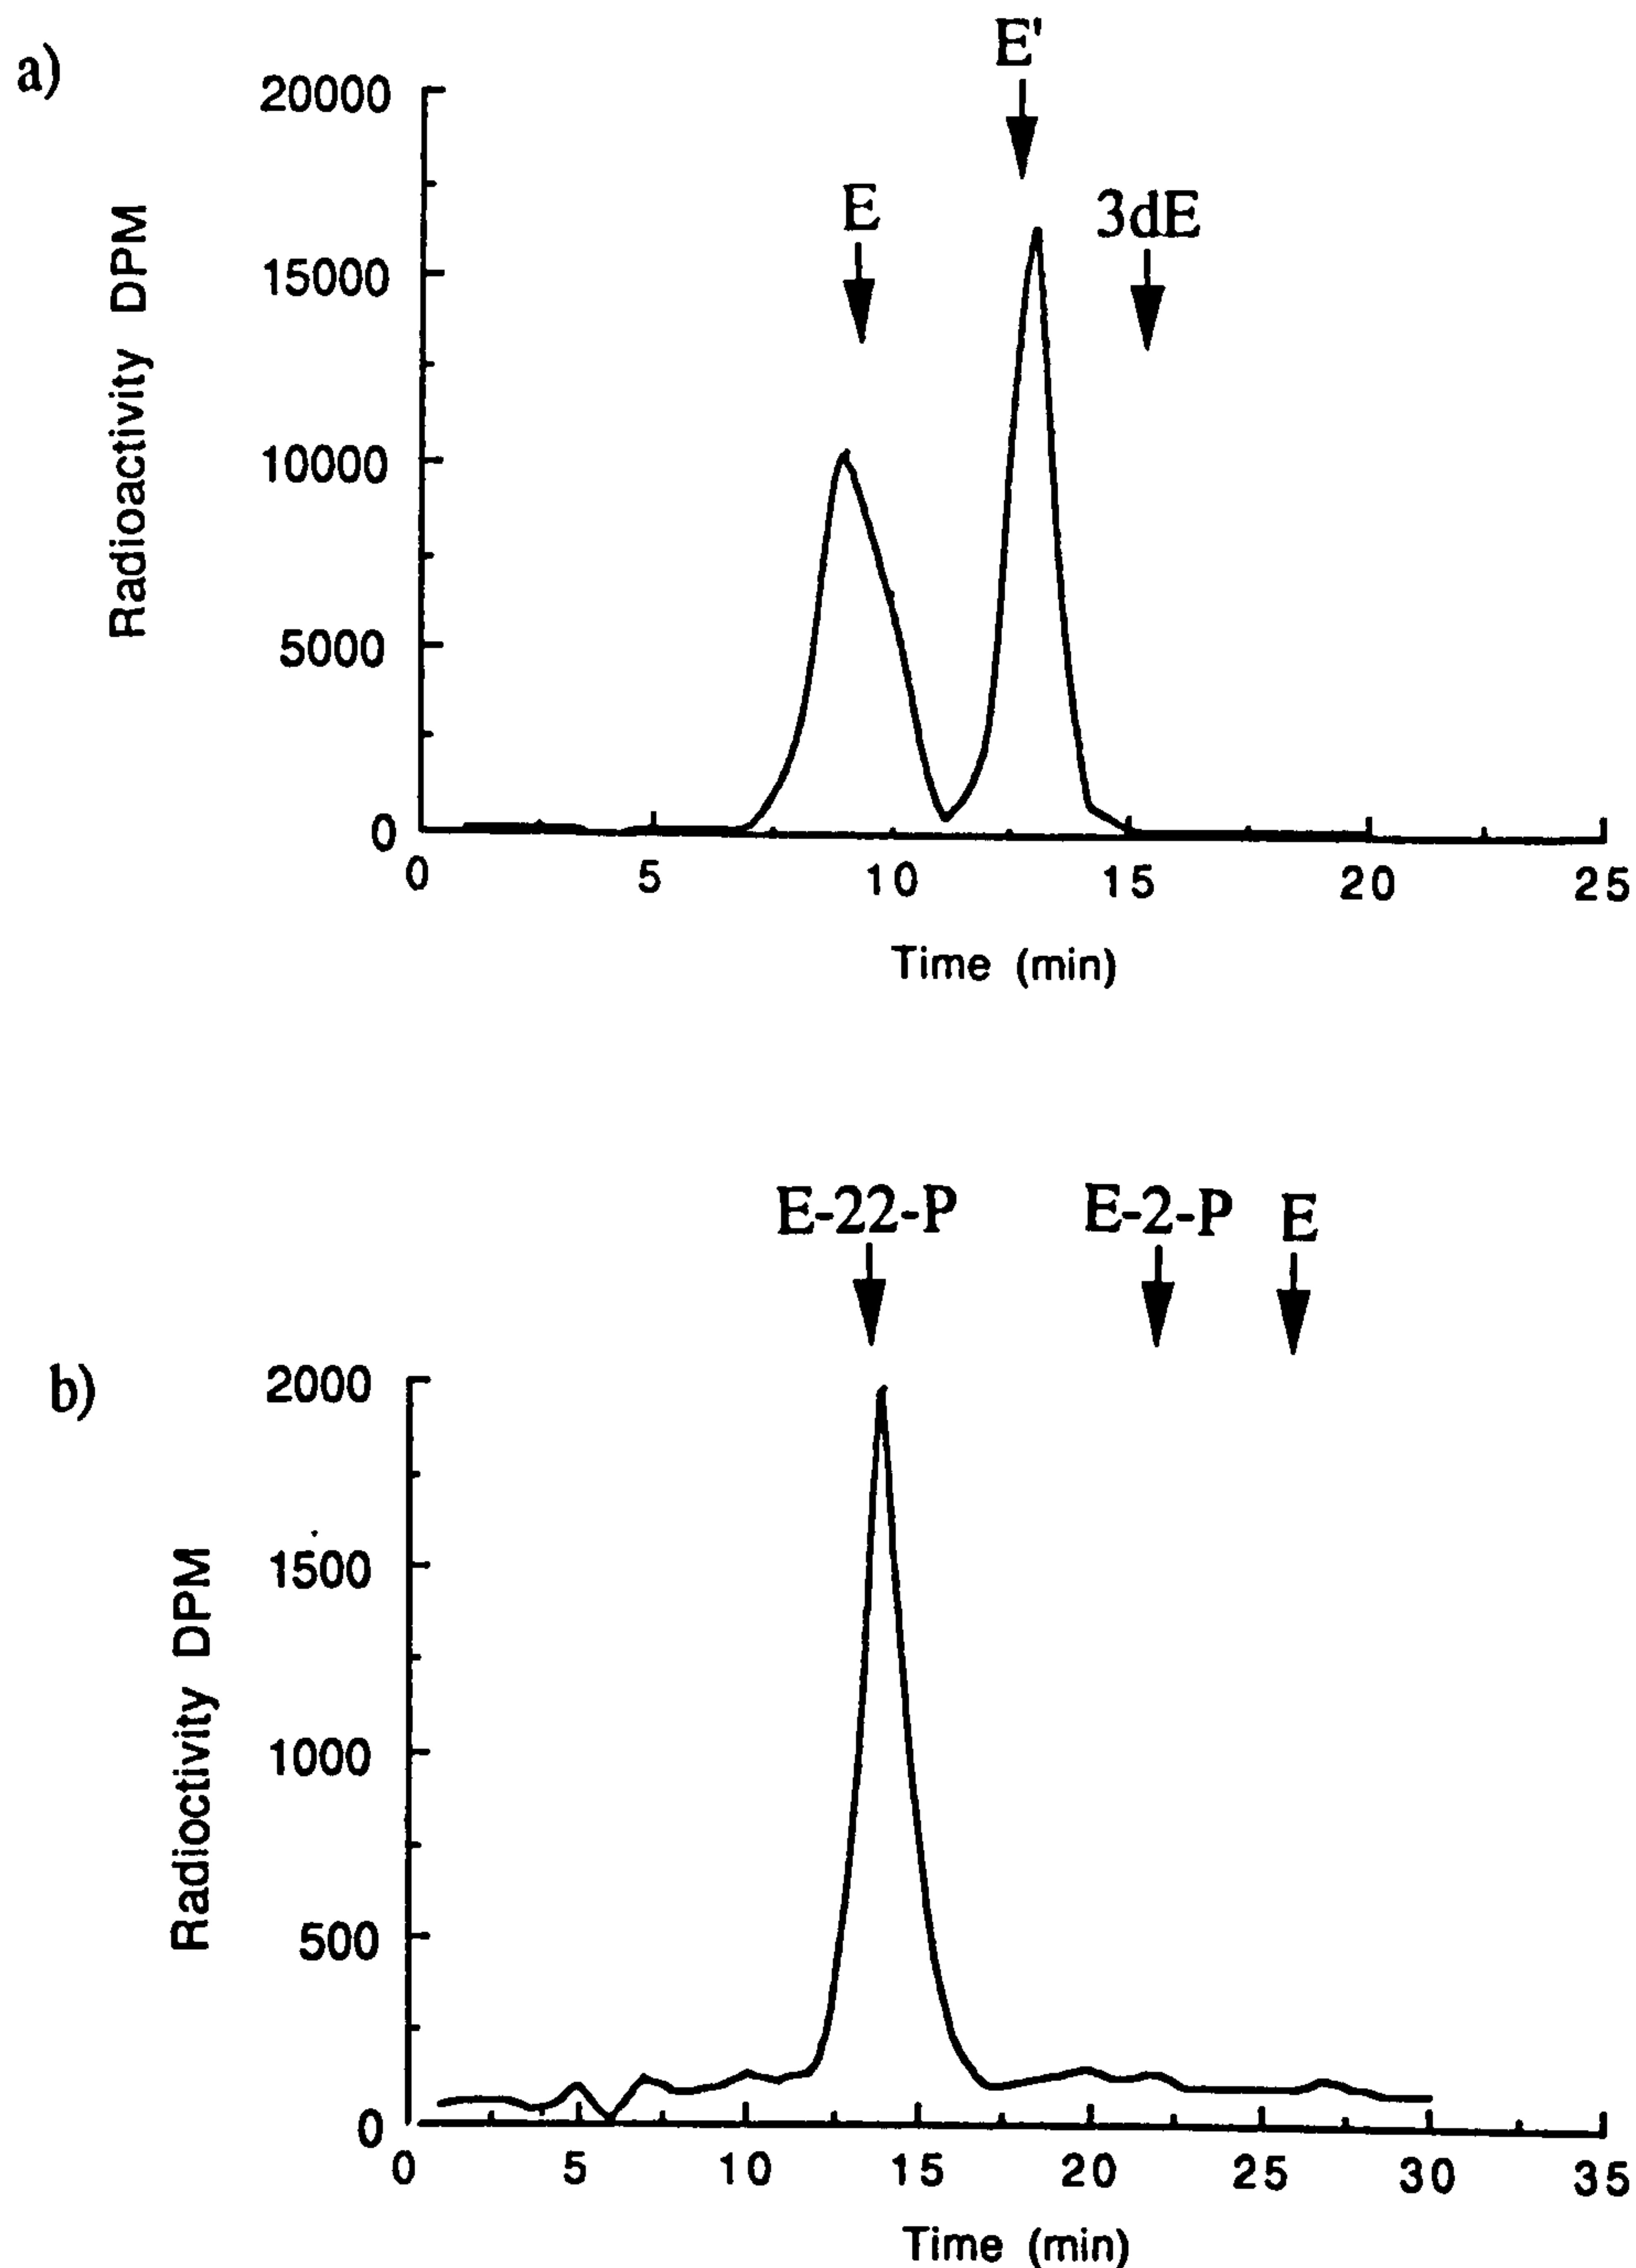 a)
E'
E
3dE
20000
15000
10000
5000
0
Radioactivity DPM
0 5 10 15 20 25
Time (min)
E-22-P E-2-P E
b)
2000
1500
1000
500
0
Radioctivity DPM
0 5 10 15 20 25 30 35
Time (min)